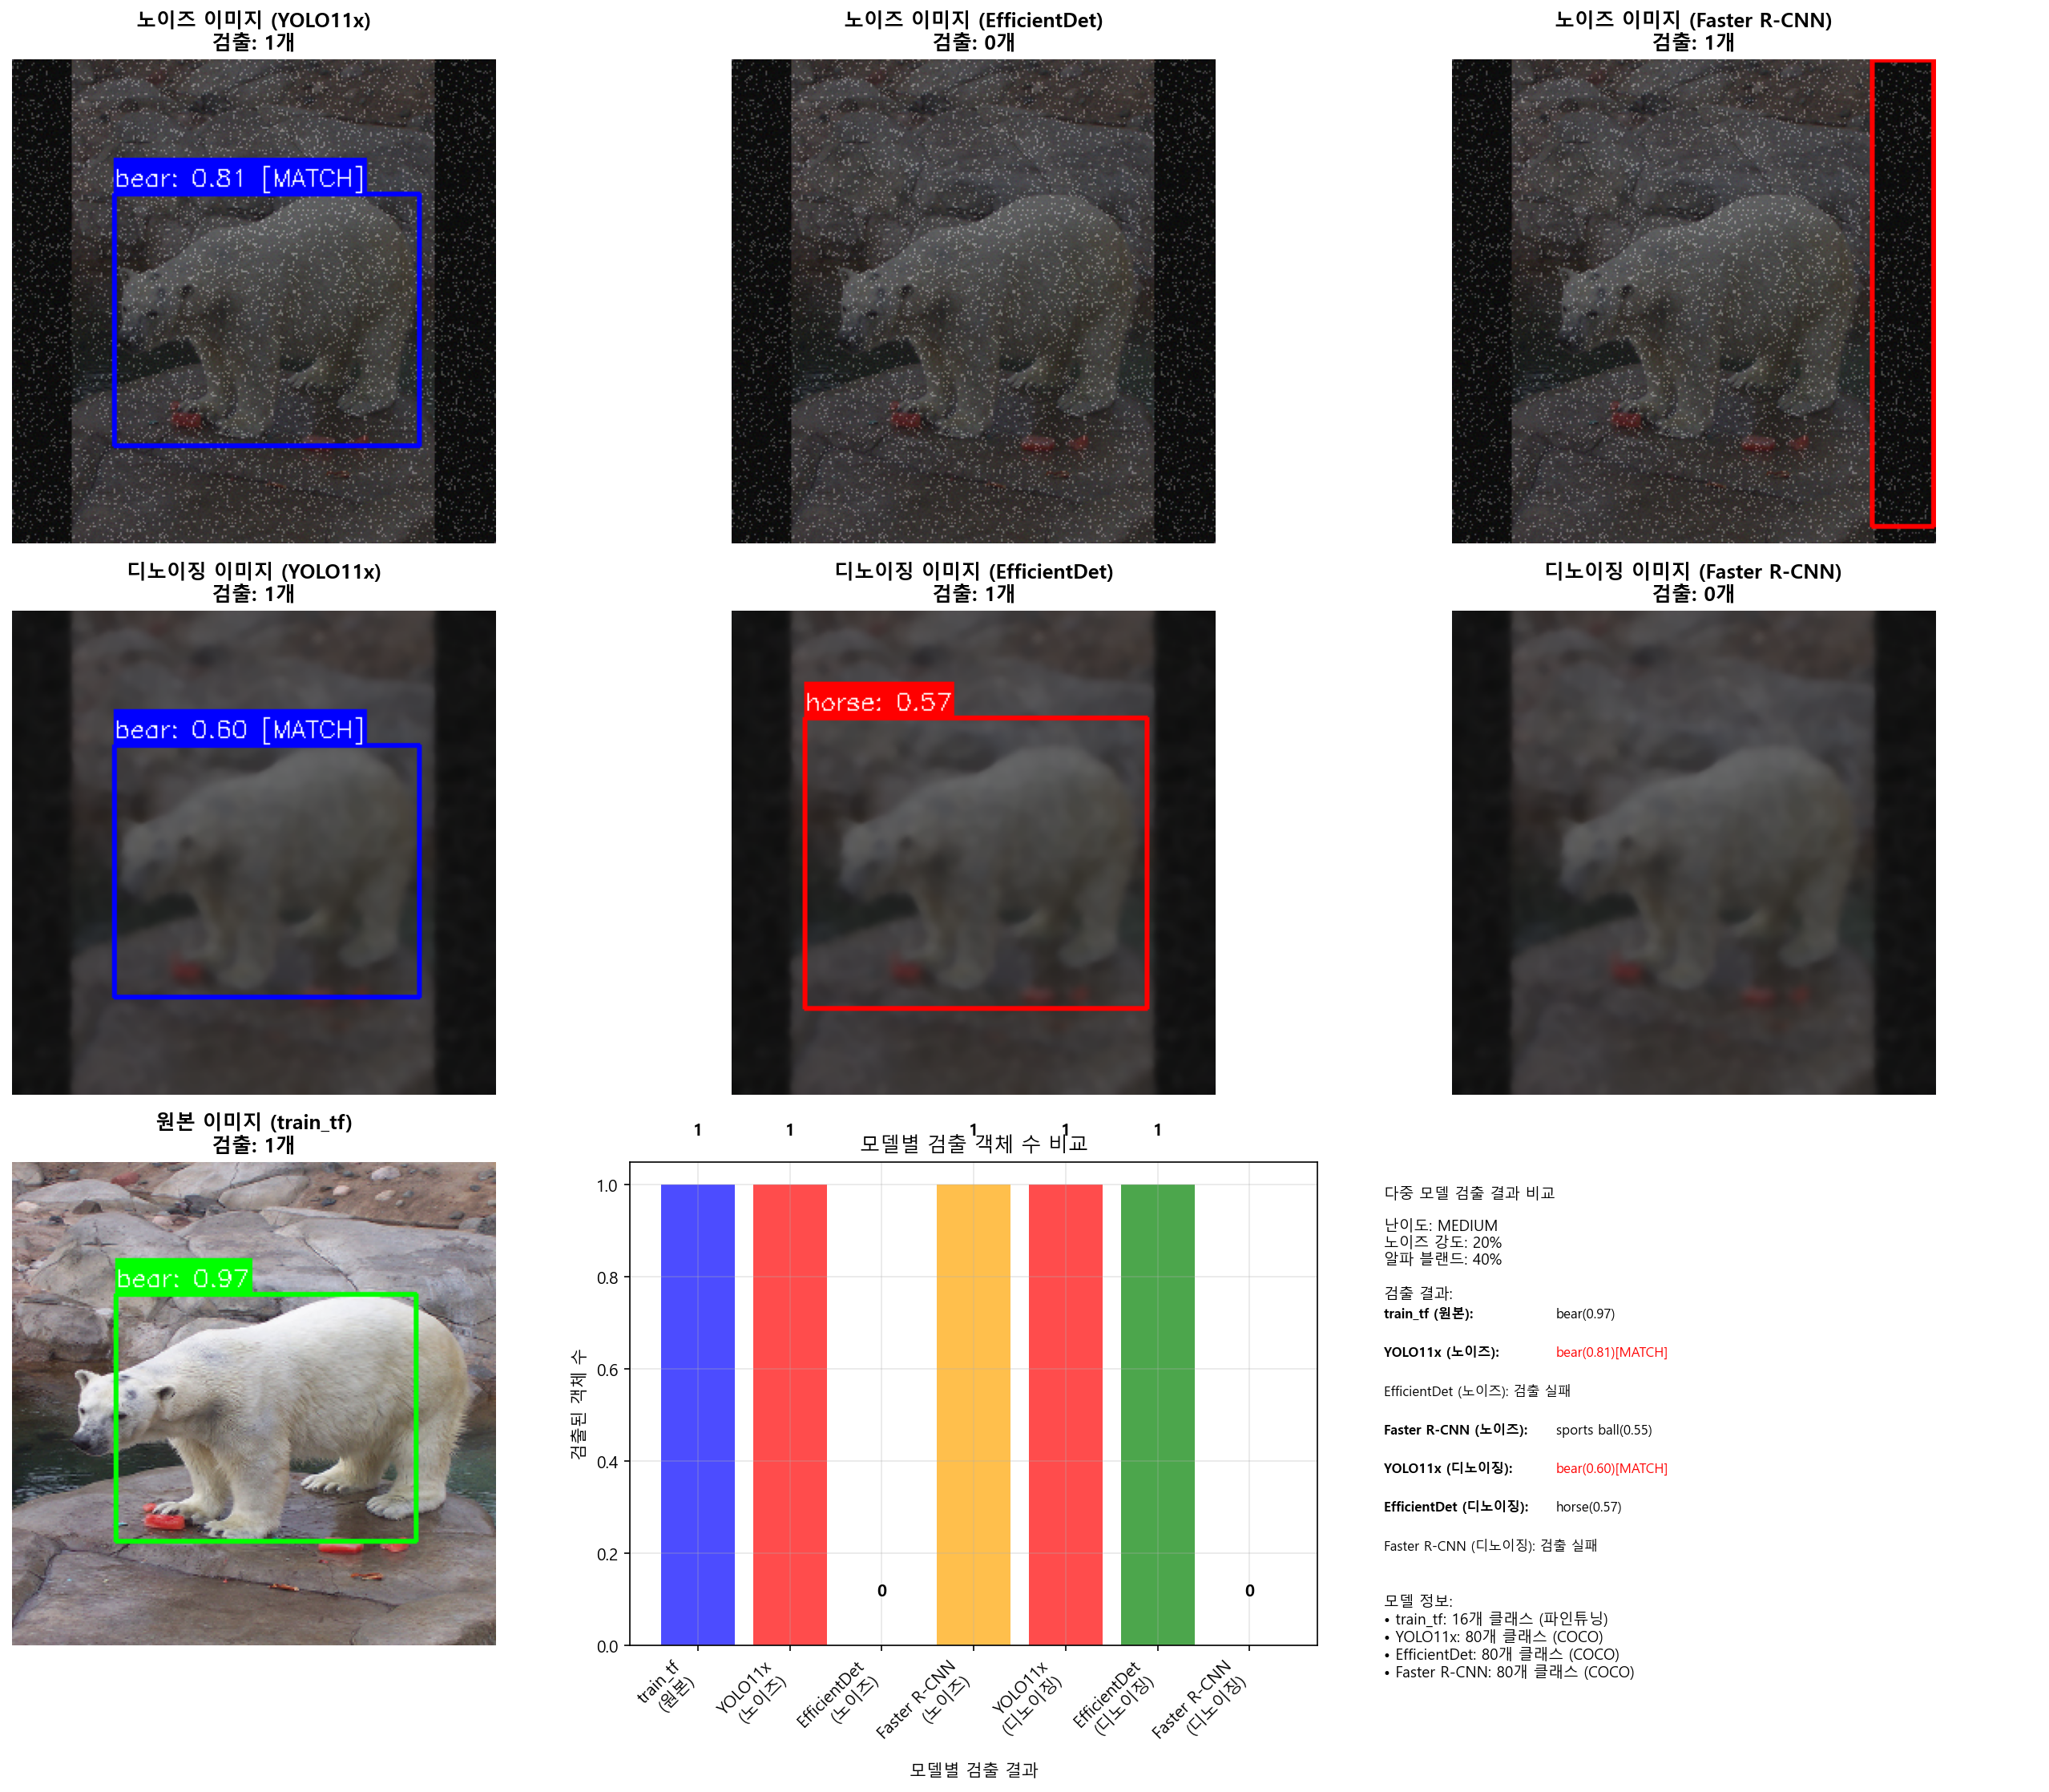 노이즈 이미지 (YOLO11x)
검출: 1개
노이즈 이미지 (EfficientDet)
검출: 0개
노이즈 이미지 (Faster R-CNN)
검출: 1개
bear: 0.81 [MATCH]
디노이징 이미지 (YOLO11x)
검출: 1개
디노이징 이미지 (EfficientDet)
검출: 1개
디노이징 이미지 (Faster R-CNN)
검출: 0개
bear: 0.60 [MATCH]
horse: 0.57
원본 이미지 (train_tf)
검출: 1개
bear: 0.97
모델별 검출 객체 수 비교
1
1
0
1
1
1
0
검출된 객체 수
1.0
0.8
0.6
0.4
0.2
0.0
train_tf
(원본)
YOLO11x
(노이즈)
EfficientDet
(노이즈)
Faster R-CNN
(노이즈)
YOLO11x
(디노이징)
EfficientDet
(디노이징)
Faster R-CNN
(디노이징)
모델별 검출 결과
다중 모델 검출 결과 비교
난이도: MEDIUM
노이즈 강도: 20%
알파 블랜드: 40%
검출 결과:
train_tf (원본): bear(0.97)
YOLO11x (노이즈): bear(0.81)[MATCH]
EfficientDet (노이즈): 검출 실패
Faster R-CNN (노이즈): sports ball(0.55)
YOLO11x (디노이징): bear(0.60)[MATCH]
EfficientDet (디노이징): horse(0.57)
Faster R-CNN (디노이징): 검출 실패
모델 정보:
• train_tf: 16개 클래스 (파인튜닝)
• YOLO11x: 80개 클래스 (COCO)
• EfficientDet: 80개 클래스 (COCO)
• Faster R-CNN: 80개 클래스 (COCO)